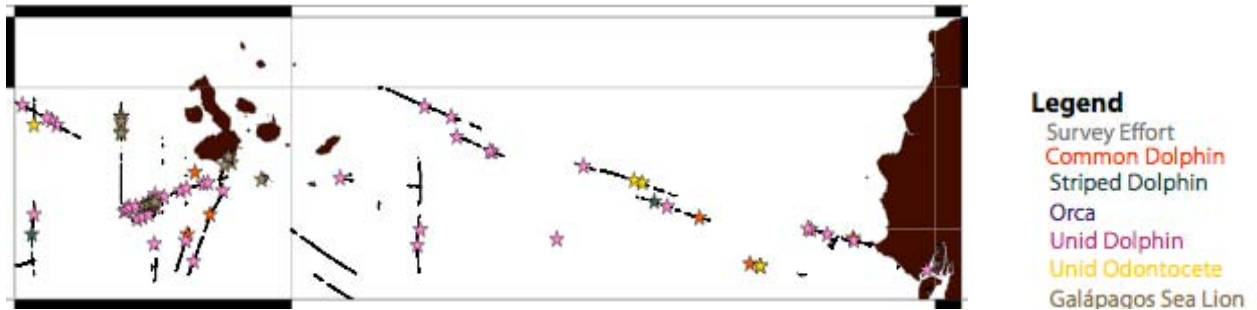 Legend
Survey Effort
Common Dolphin
Striped Dolphin
Orca
Unid Dolphin
Unid Odontocete
Galápagos Sea Lion